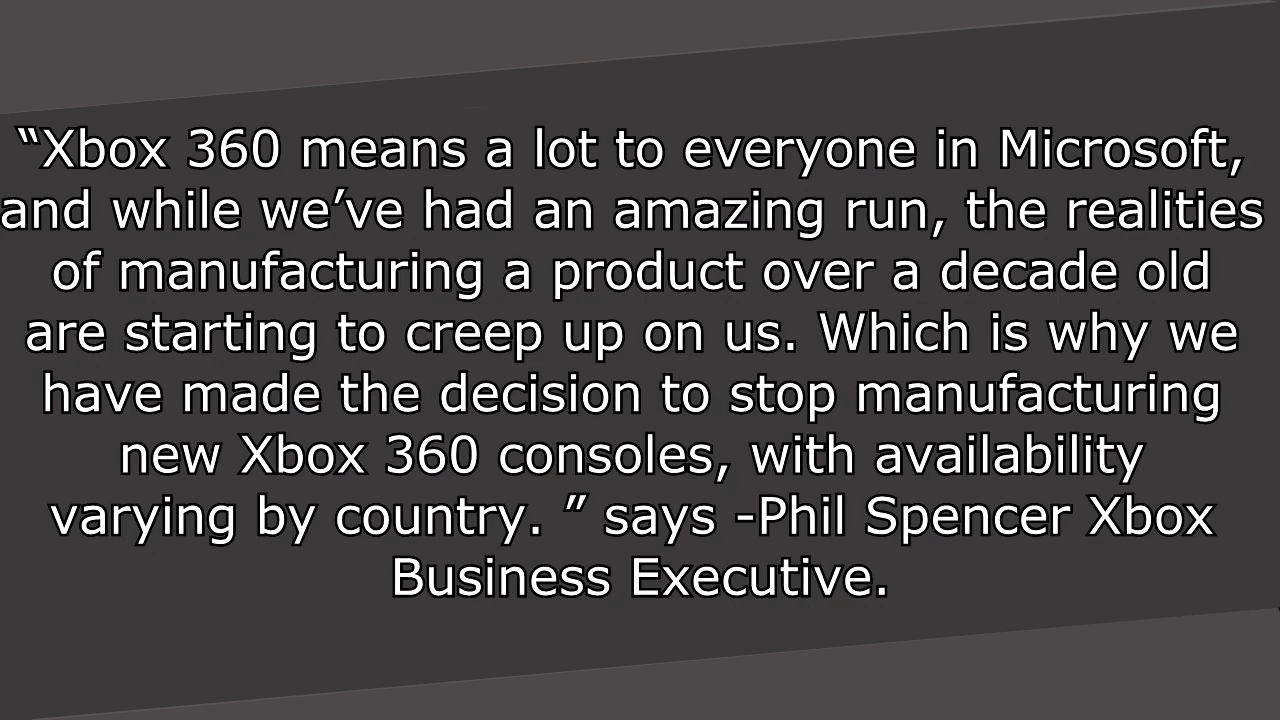 “Xbox 360 means a lot to everyone in Microsoft,
and while we’ve had an amazing run, the realities
of manufacturing a product over a decade old
are starting to creep up on us. Which is why we
have made the decision to stop manufacturing
new Xbox 360 consoles, with availability
varying by country. ” says -Phil Spencer Xbox
Business Executive.